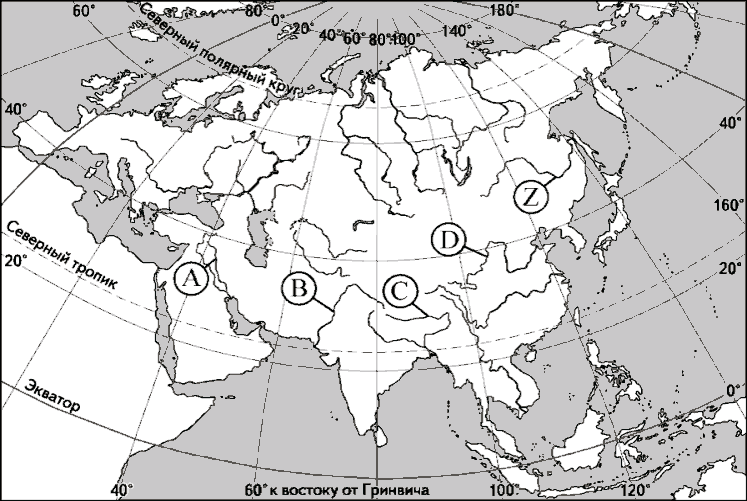 60°
Северный полярный круг
80°
0°
20°
40°
60°
80°
100°
140°
180°
40°
40°
160°
Z
D
Северный тропик
A
B
C
20°
20°
Экватор
0°
40°
60° к востоку от Гринвича
100°
120°